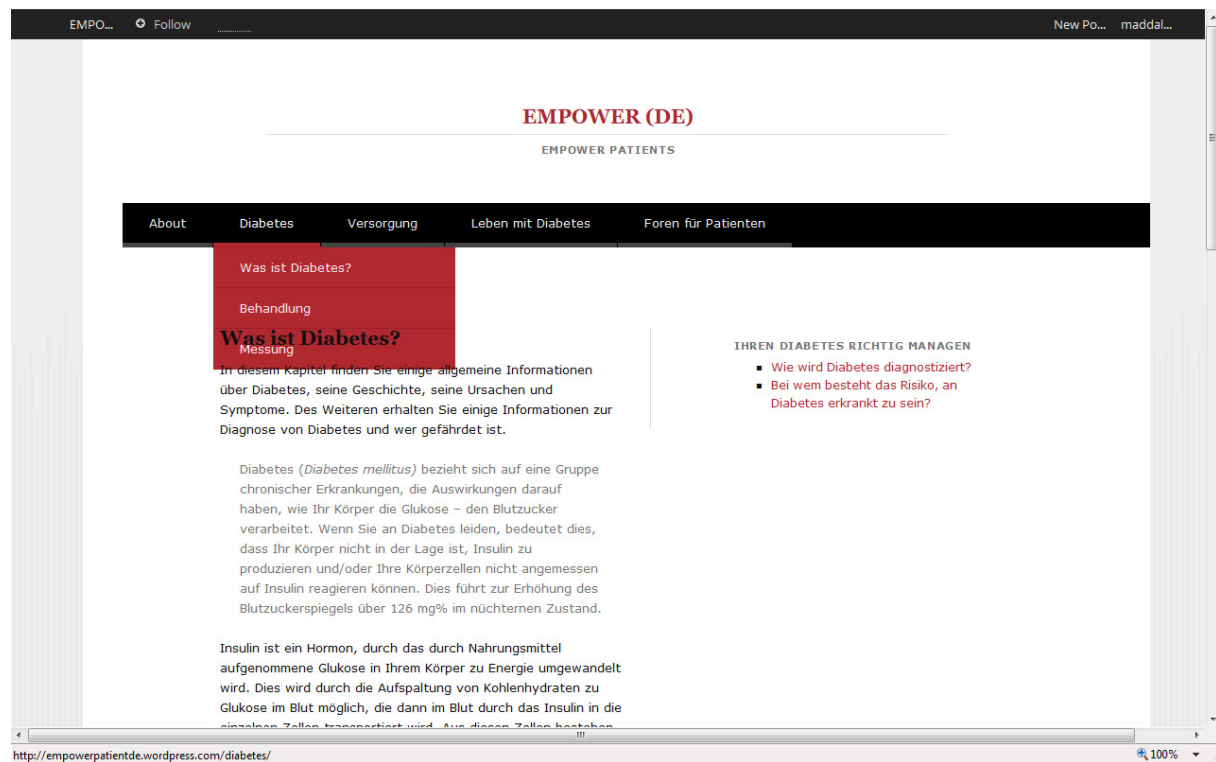 EMPO... Follow New Po... maddal...
EMPOWER (DE)
EMPOWER PATIENTS
About Diabetes Versorgung Leben mit Diabetes Foren für Patienten
Was ist Diabetes?
Behandlung
Messung
Was ist Diabetes?
In diesem Kapitel finden Sie einige allgemeine Informationen
über Diabetes, seine Geschichte, seine Ursachen und
Symptome. Des Weiteren erhalten Sie einige Informationen zur
Diagnose von Diabetes und wer gefährdet ist.
Diabetes (Diabetes mellitus) bezieht sich auf eine Gruppe
chronischer Erkrankungen, die Auswirkungen darauf
haben, wie Ihr Körper die Glukose – den Blutzucker
verarbeitet. Wenn Sie an Diabetes leiden, bedeutet dies,
dass Ihr Körper nicht in der Lage ist, Insulin zu
produzieren und/oder Ihre Körperzellen nicht angemessen
auf Insulin reagieren können. Dies führt zur Erhöhung des
Blutzuckerspiegels über 126 mg% im nüchternen Zustand.
Insulin ist ein Hormon, durch das durch Nahrungsmittel
aufgenommene Glukose in Ihrem Körper zu Energie umgewandelt
wird. Dies wird durch die Aufspaltung von Kohlenhydraten zu
Glukose im Blut möglich, die dann im Blut durch das Insulin in die
einzelnen Zellen transportiert wird. Aus diesen Zellen bestehen
IHREN DIABETES RICHTIG MANAGEN
Wie wird Diabetes diagnostiziert?
Bei wem besteht das Risiko, an
Diabetes erkrankt zu sein?
http://empowerpatientde.wordpress.com/diabetes/ 100%